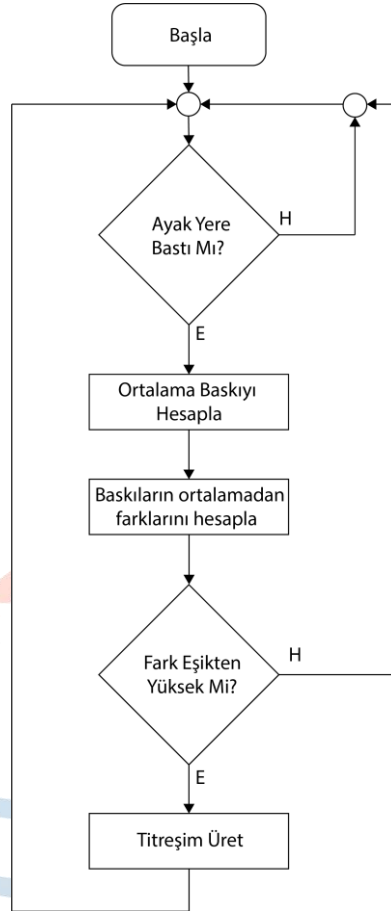 Başla
Ayak Yere
Bastı Mı?
H
E
Ortalama Baskıyı
Hesapla
Baskıların ortalamadan
farklarını hesapla
Fark Eşikten
Yüksek Mi?
H
E
Titreşim Üret